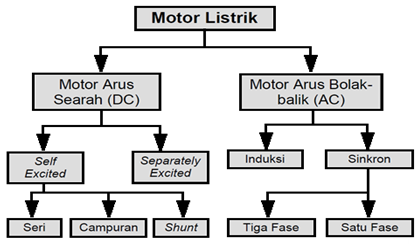 Motor Listrik
Motor Arus
Searah (DC)
Motor Arus Bolak-
balik (AC)
Self
Excited
Separately
Excited
Induksi
Sinkron
Seri
Campuran
Shunt
Tiga Fase
Satu Fase